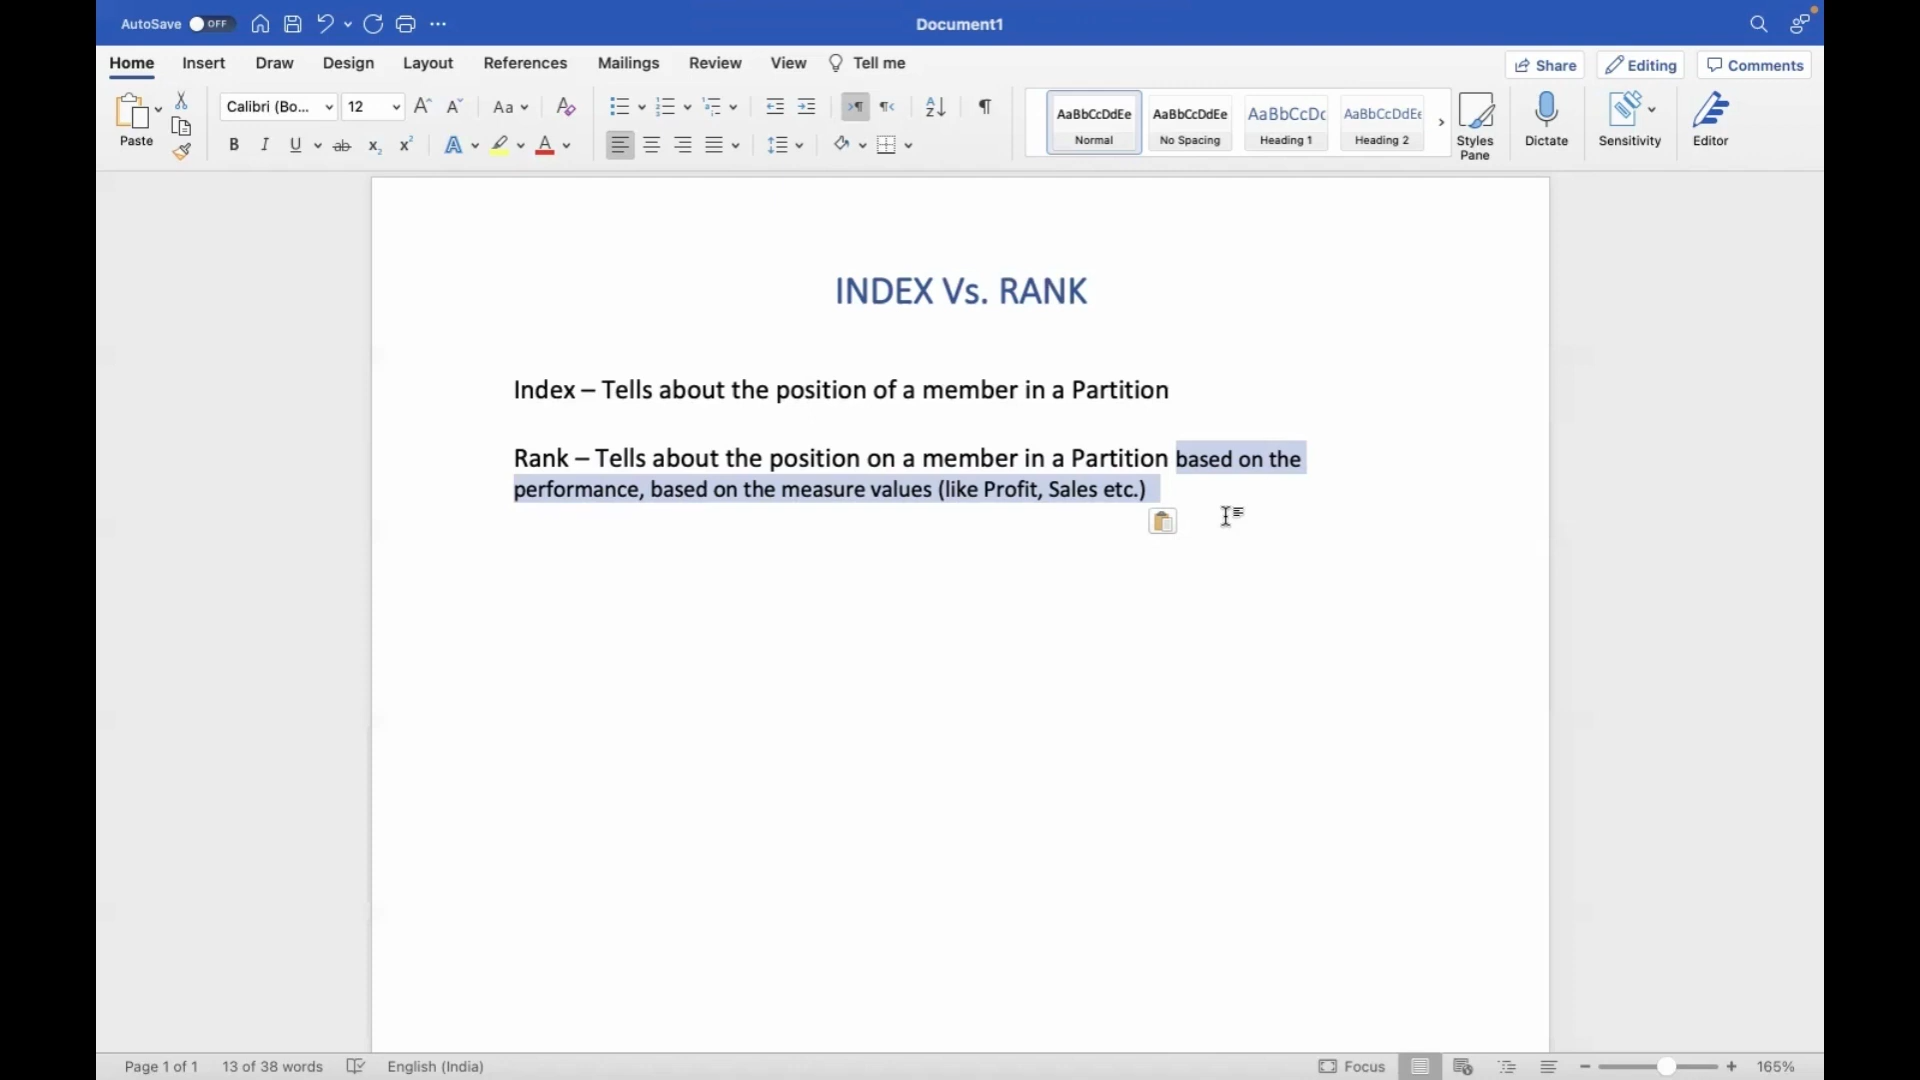 AutoSave OFF
Document1
Home Insert Draw Design Layout References Mailings Review View Tell me
Share Editing Comments
Paste
Calibri (Bo... 12
Aa
AaBbCcDdEe AaBbCcDdEe AaBbCcDc AaBbCcDdEe
Normal No Spacing Heading 1 Heading 2
Styles Pane
Dictate
Sensitivity
Editor
INDEX Vs. RANK
Index – Tells about the position of a member in a Partition
Rank – Tells about the position on a member in a Partition based on the
performance, based on the measure values (like Profit, Sales etc.)
Page 1 of 1 13 of 38 words English (India) Focus 165%